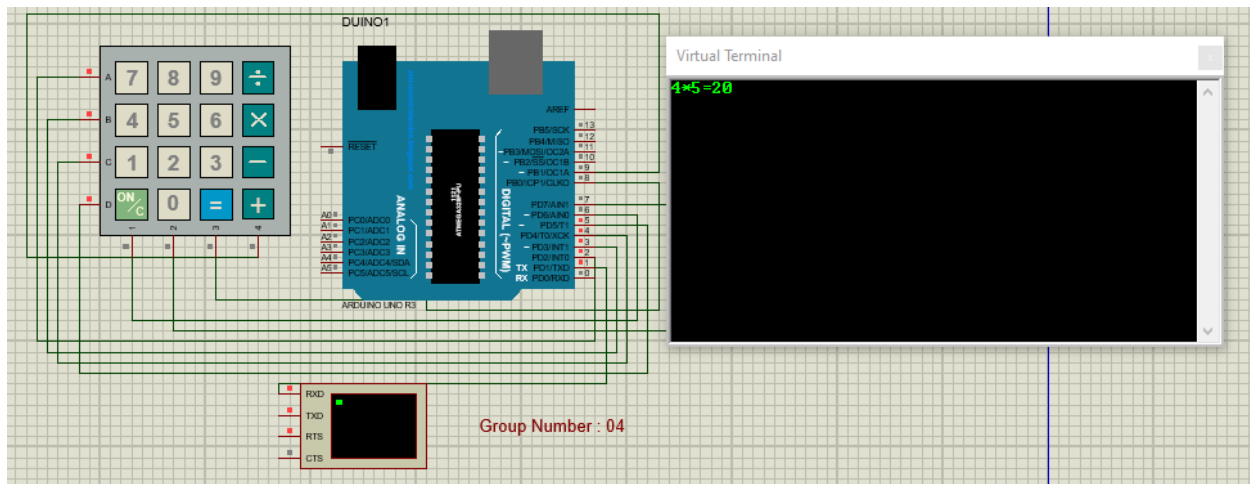 DUINO1
Virtual Terminal
4*5=20
A
7
8
9
÷
B
4
5
6
×
C
1
2
3
−
D
ON/C
0
=
+
1
2
3
4
RESET
AREF
PB5/SCK
13
PB4/MISO
12
~PB3/MOSI/OC2A
11
~PB2/SS/OC1B
10
~PB1/OC1A
9
PB0/ICP1/CLKO
8
PD7/AIN1
7
~PD6/AIN0
6
~PD5/T1
5
PD4/T0/XCK
4
~PD3/INT1
3
PD2/INT0
2
TX PD1/TXD
1
RX PD0/RXD
0
ANALOG IN
DIGITAL (~PWM)
A0
PC0/ADC0
A1
PC1/ADC1
A2
PC2/ADC2
A3
PC3/ADC3
A4
PC4/ADC4/SDA
A5
PC5/ADC5/SCL
ARDUINO UNO R3
RXD
TXD
RTS
CTS
Group Number : 04